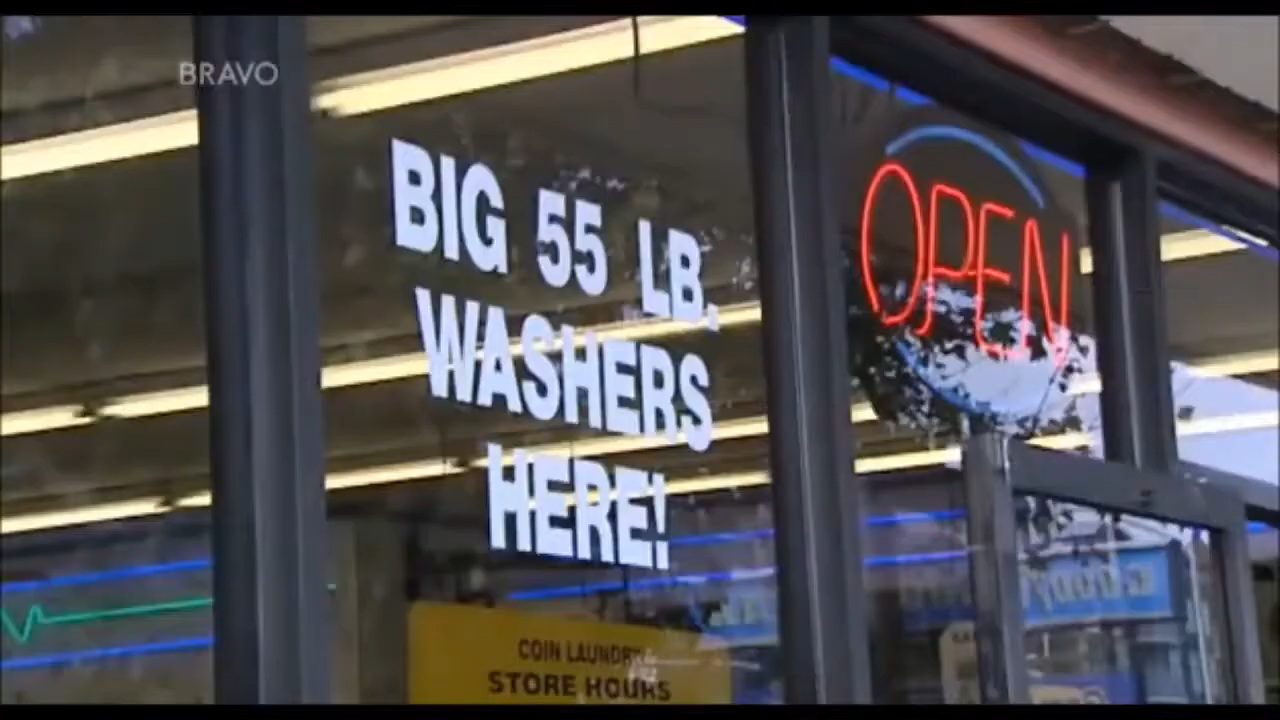 BRAVO
BIG 55 LB.
WASHERS
HERE!
OPEN
COIN LAUNDRY
STORE HOURS